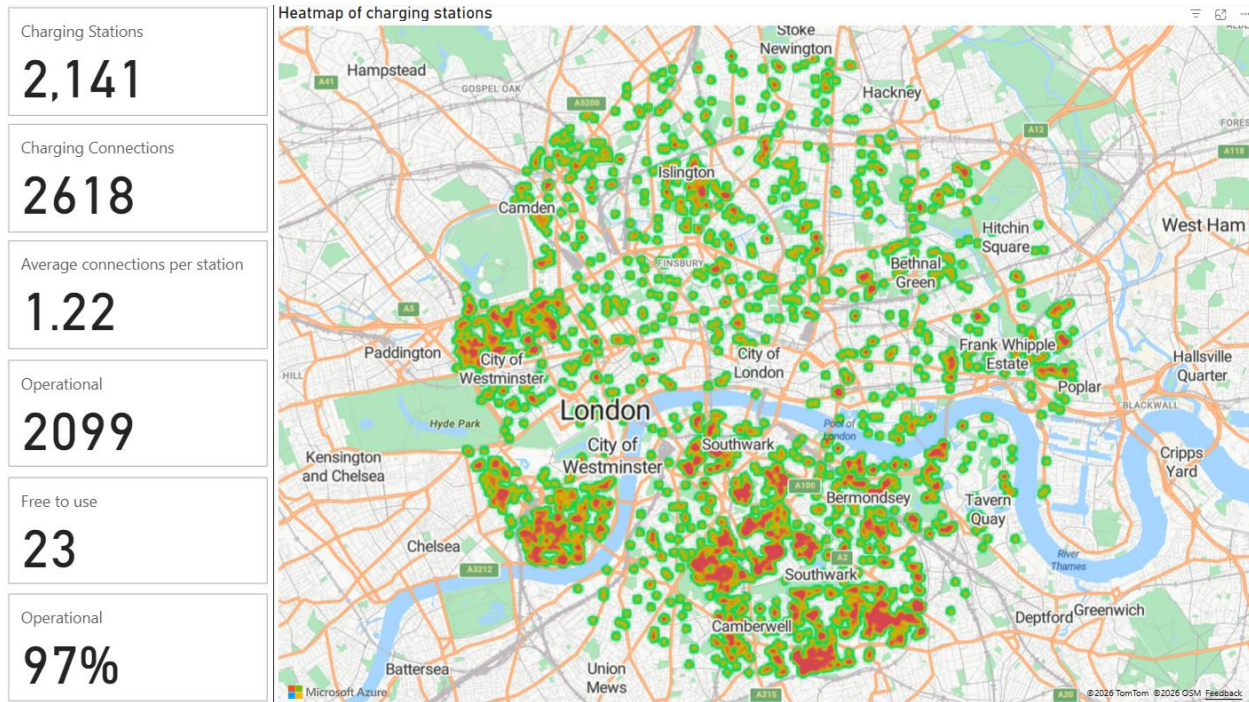 Charging Stations
2,141
Charging Connections
2618
Average connections per station
1.22
Operational
2099
Free to use
23
Operational
97%
Heatmap of charging stations
Stoke
Newington
Hampstead
A41
GOSPEL OAK
A5200
Hackney
A12
A118
Islington
Camden
Hitchin
Square
West Ham
FINSBURY
Bethnal
Green
A5
Paddington
City of
Westminster
City of
London
Frank Whipple
Estate
Poplar
Hallsville
Quarter
HILL
BLACKWALL
London
Hyde Park
Pool of
London
Kensington
and Chelsea
City of
Westminster
Southwark
A100
Bermondsey
Tavern
Quay
Cripps
Yard
Chelsea
A3212
A2
Southwark
River
Thames
Camberwell
Deptford
Greenwich
Battersea
Union
Mews
A215
A20
Microsoft Azure
©2026 TomTom ©2026 OSM Feedback